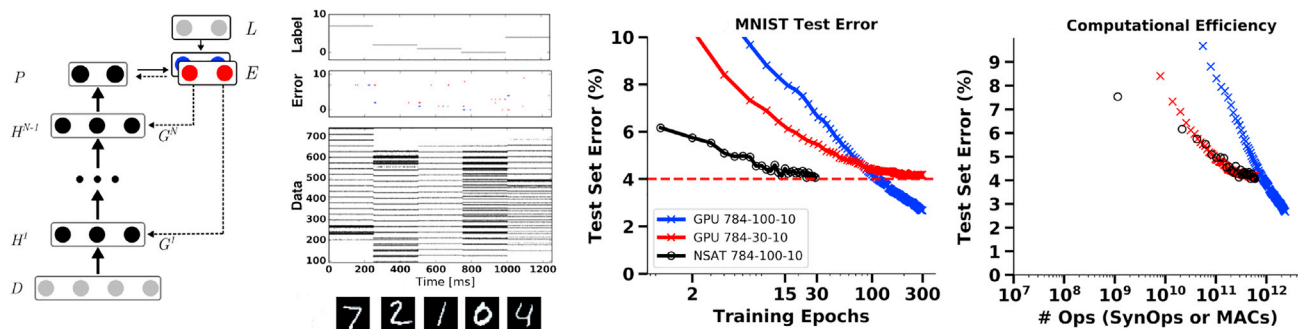 L
P
E
H^{N-1}
G^N
H^1
G^1
D
Label
10
0
Error
10
0
Data
700
600
500
400
300
200
100
0 200 400 600 800 1000 1200
Time [ms]
7 2 1 0 4
MNIST Test Error
Test Set Error (%)
10
8
6
4
2
0
GPU 784-100-10
GPU 784-30-10
NSAT 784-100-10
2 15 30 100 300
Training Epochs
Computational Efficiency
Test Set Error (%)
9
8
7
6
5
4
3
2
1
0
10^7 10^8 10^9 10^10 10^11 10^12
# Ops (SynOps or MACs)